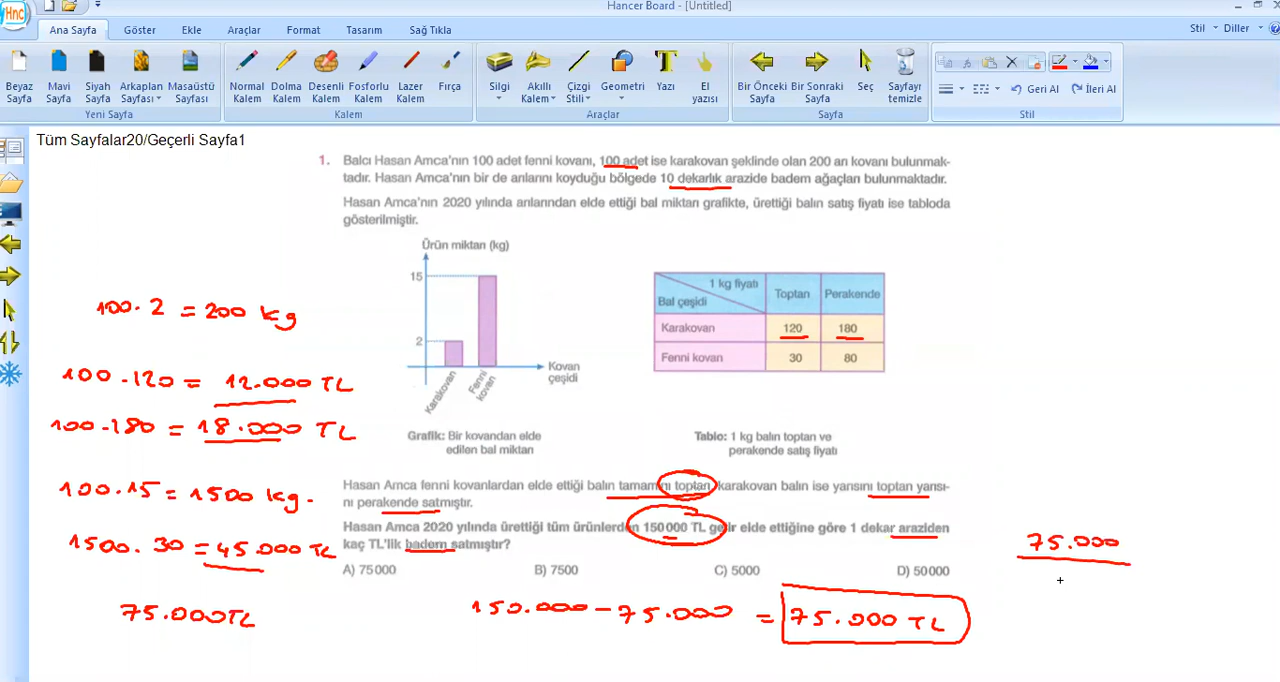 Hnc
Hancer Board - [Untitled]
Ana Sayfa Göster Ekle Araçlar Format Tasarım Sağ Tıkla Stil Diller
Beyaz Sayfa Mavi Sayfa Siyah Sayfa Arkaplan Sayfası Masaüstü Sayfası Normal Kalem Dolma Kalem Desenli Kalem Fosforlu Kalem Lazer Kalem Fırça Silgi Akıllı Kalem Çizgi Stili Geometri Yazı El yazısı Bir Önceki Sayfa Bir Sonraki Sayfa Seç Sayfayı temizle Geri Al İleri Al
Yeni Sayfa Kalem Araçlar Sayfa Stil
Tüm Sayfalar20/Geçerli Sayfa1
1. Balcı Hasan Amca'nın 100 adet fenni kovanı, 100 adet ise karakovan şeklinde olan 200 arı kovanı bulunmak-
tadır. Hasan Amca'nın bir de arılarını koyduğu bölgede 10 dekarlık arazide badem ağaçları bulunmaktadır.
Hasan Amca'nın 2020 yılında arılarından elde ettiği bal miktarı grafikte, ürettiği balın satış fiyatı ise tabloda
gösterilmiştir.
Ürün miktarı (kg)
15
2
Karakovan
Fenni kovan
Kovan çeşidi
Grafik: Bir kovandan elde
edilen bal miktarı
1 kg fiyatı
Bal çeşidi
Toptan Perakende
Karakovan 120 180
Fenni kovan 30 80
Tablo: 1 kg balın toptan ve
perakende satış fiyatı
100.2 = 200 kg
100.120 = 12.000 TL
100.180 = 18.000 TL
100.15 = 1500 kg.
1500.30 = 45.000 TL
75.000TL
Hasan Amca fenni kovanlardan elde ettiği balın tamamını toptan, karakovan balın ise yarısını toptan yarısı-
nı perakende satmıştır.
Hasan Amca 2020 yılında ürettiği tüm ürünlerden 150000 TL gelir elde ettiğine göre 1 dekar araziden
kaç TL'lik badem satmıştır?
A) 75000 B) 7500 C) 5000 D) 50000
150.000 - 75.000 = 75.000 TL
75.000